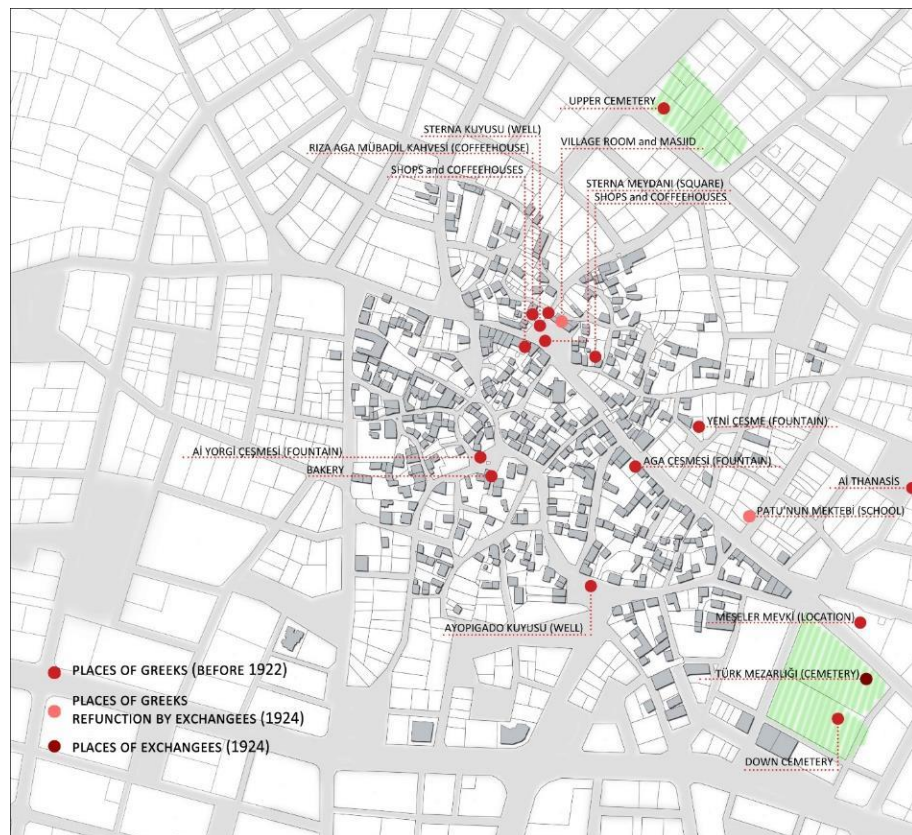 UPPER CEMETERY
STERNA KUYUSU (WELL)
VILLAGE ROOM and MASJID
RIZA AGA MÜBADİL KAHVESİ (COFFEEHOUSE)
SHOPS and COFFEEHOUSES
STERNA MEYDANI (SQUARE)
SHOPS and COFFEEHOUSES
YENİ ÇEŞME (FOUNTAIN)
Aİ YORGİ ÇEŞMESİ (FOUNTAIN)
AGA ÇEŞMESİ (FOUNTAIN)
BAKERY
Aİ THANASİS
PATU'NUN MEKTEBİ (SCHOOL)
AYOPIGADO KUYUSU (WELL)
MEŞELER MEVKİ (LOCATION)
TÜRK MEZARLIĞI (CEMETERY)
DOWN CEMETERY
PLACES OF GREEKS (BEFORE 1922)
PLACES OF GREEKS
REFUNCTION BY EXCHANGEES (1924)
PLACES OF EXCHANGEES (1924)